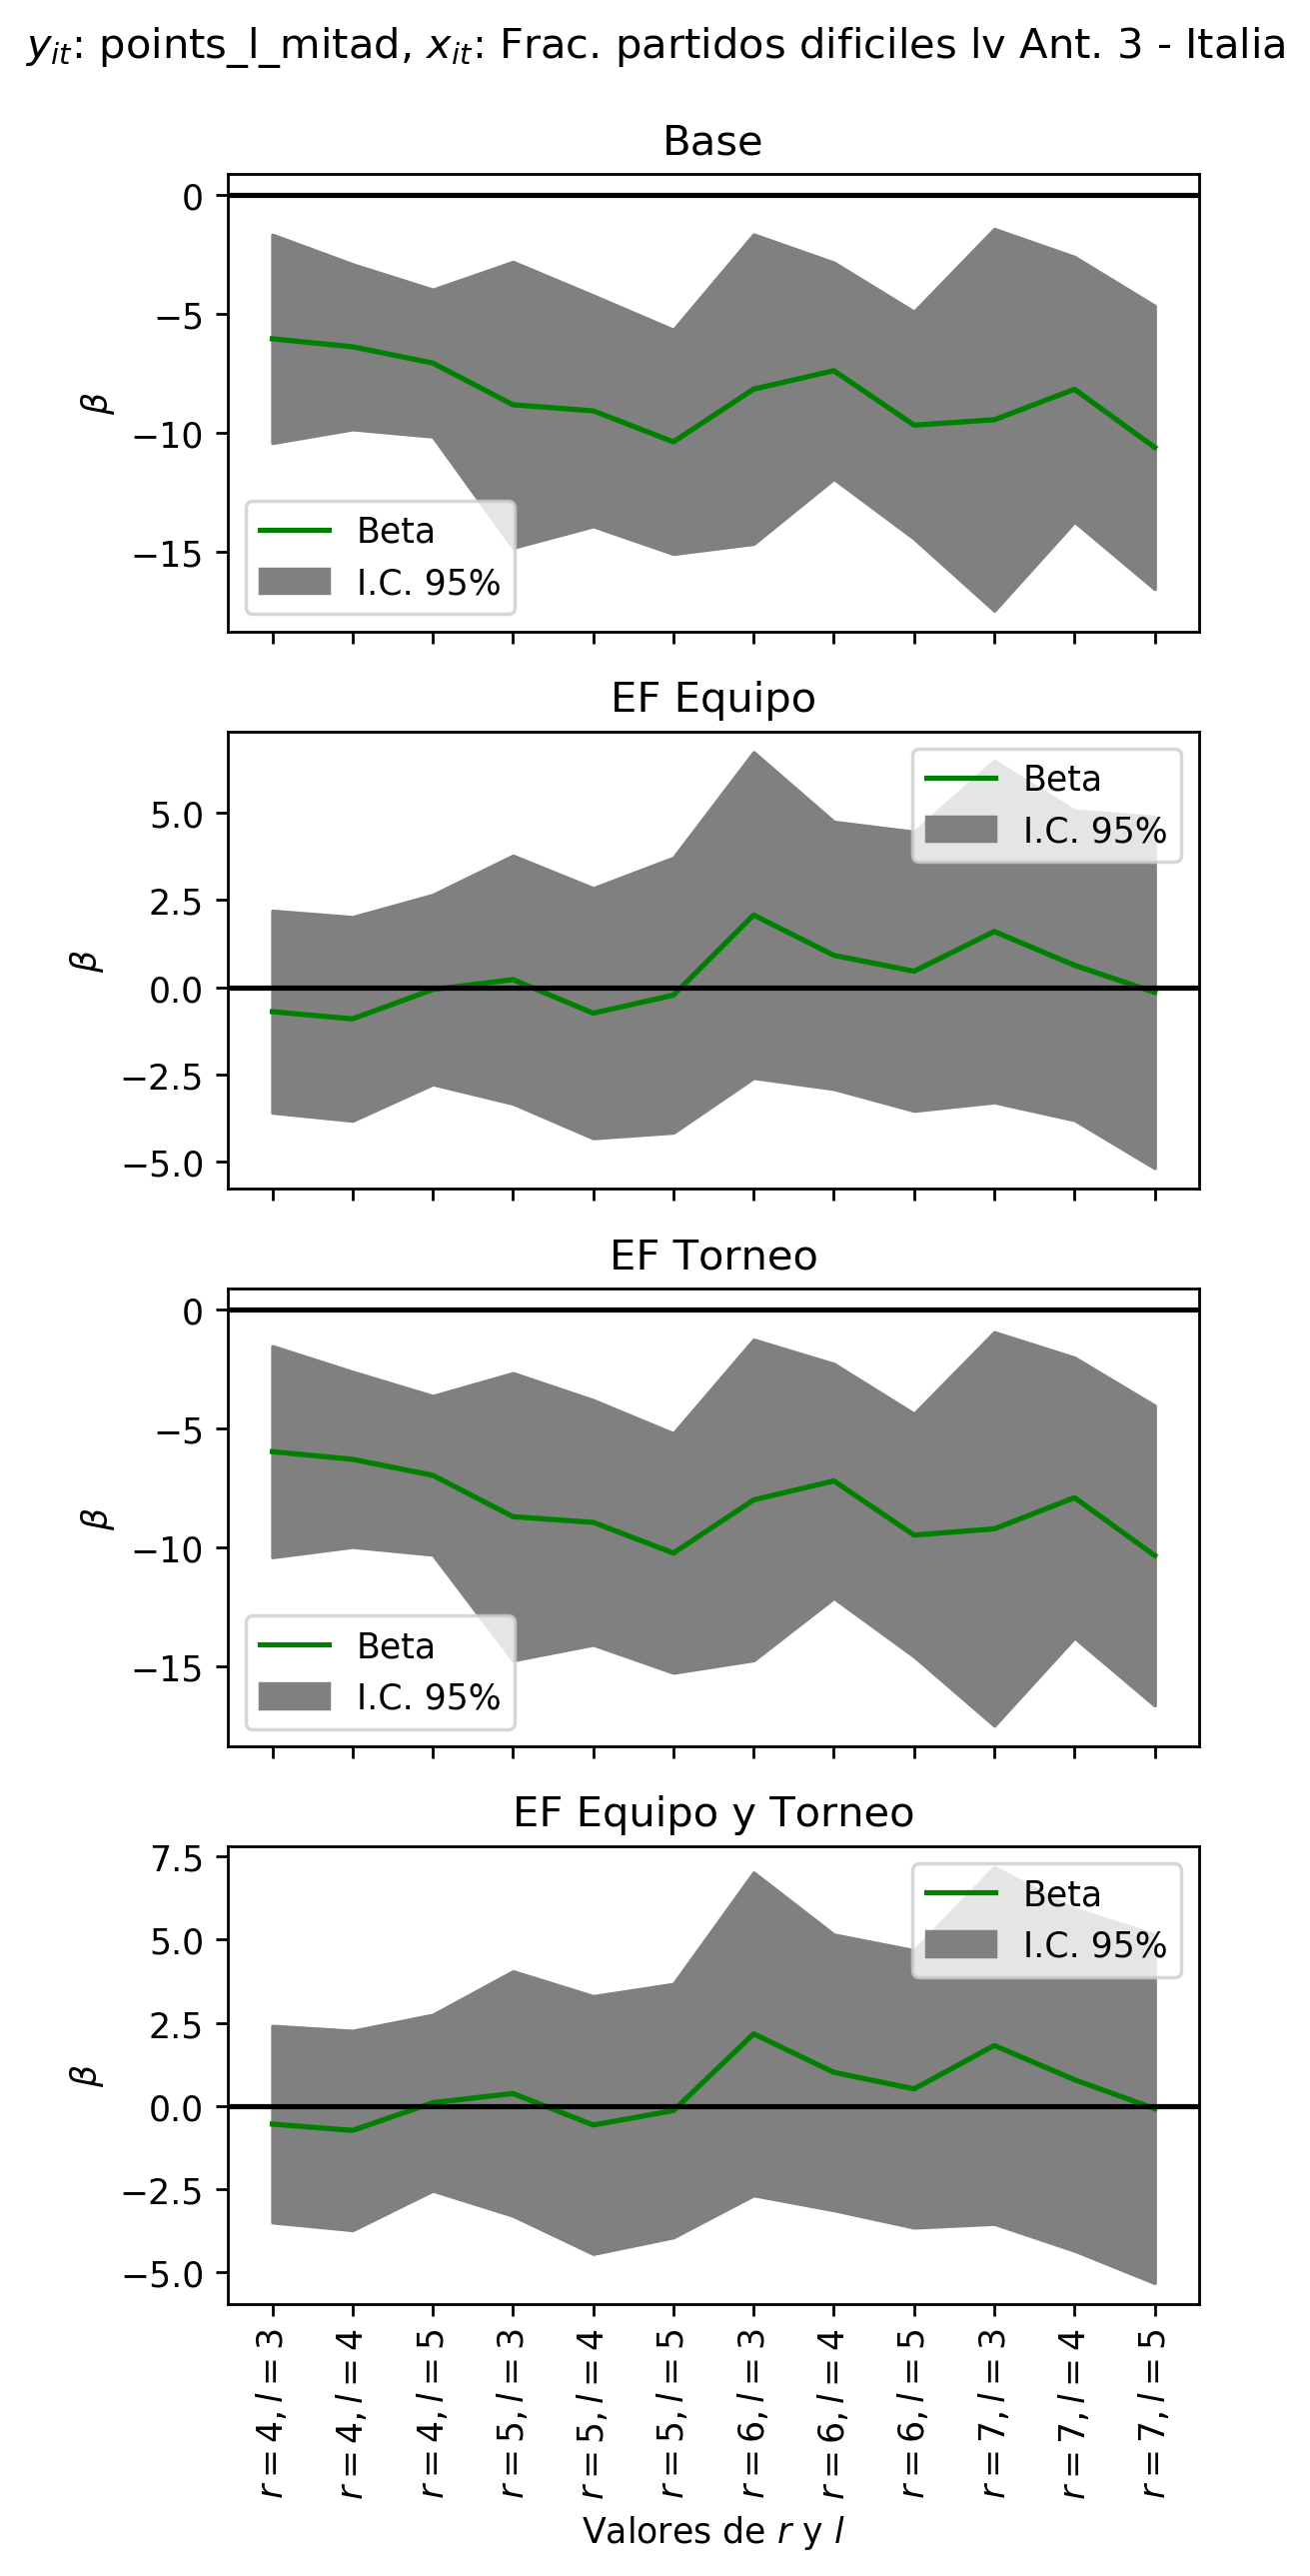 y_it: points_l_mitad, x_it: Frac. partidos dificiles lv Ant. 3 - Italia
Base
0
−5
−10
−15
β
Beta
I.C. 95%
EF Equipo
5.0
2.5
0.0
−2.5
−5.0
β
Beta
I.C. 95%
EF Torneo
0
−5
−10
−15
β
Beta
I.C. 95%
EF Equipo y Torneo
7.5
5.0
2.5
0.0
−2.5
−5.0
β
Beta
I.C. 95%
r = 4, l = 3
r = 4, l = 4
r = 4, l = 5
r = 5, l = 3
r = 5, l = 4
r = 5, l = 5
r = 6, l = 3
r = 6, l = 4
r = 6, l = 5
r = 7, l = 3
r = 7, l = 4
r = 7, l = 5
Valores de r y l